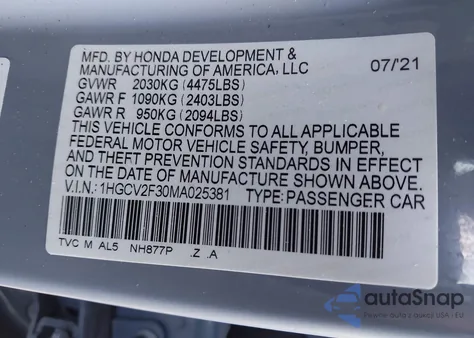 MFD. BY HONDA DEVELOPMENT &
MANUFACTURING OF AMERICA, LLC 07/21
GVWR 2030KG (4475LBS)
GAWR F 1090KG (2403LBS)
GAWR R 950KG (2094LBS)
THIS VEHICLE CONFORMS TO ALL APPLICABLE
FEDERAL MOTOR VEHICLE SAFETY, BUMPER,
AND THEFT PREVENTION STANDARDS IN EFFECT
ON THE DATE OF MANUFACTURE SHOWN ABOVE.
V.I.N.: 1HGCV2F30MA025381 TYPE: PASSENGER CAR
TVC M AL5 NH877P .Z .A
autoSnap